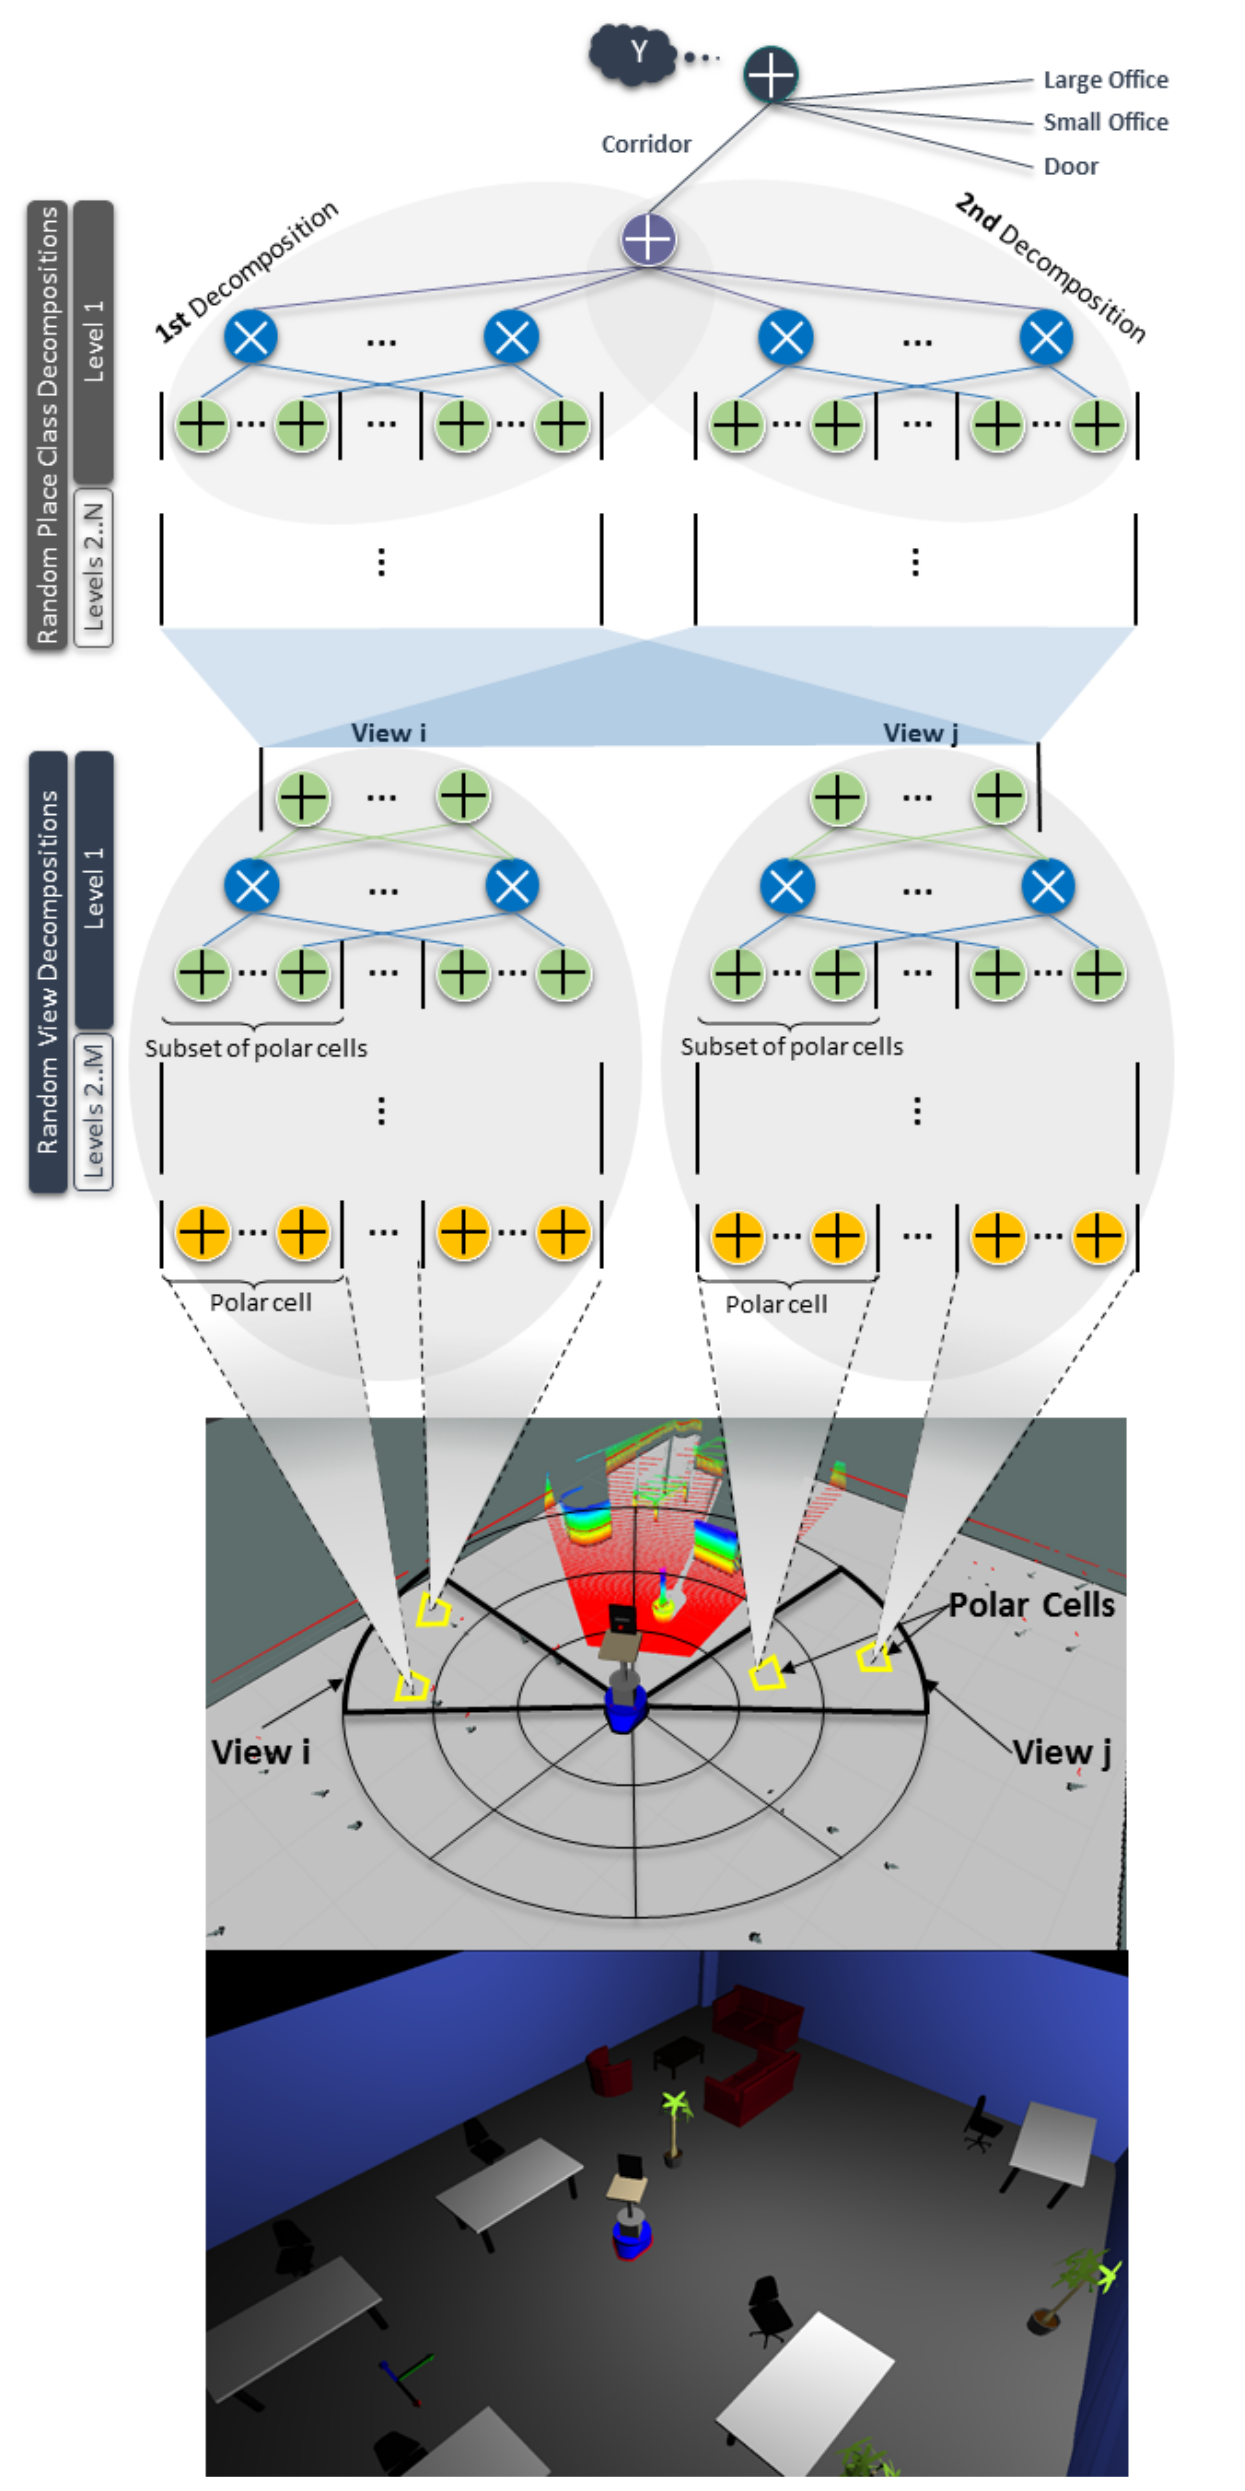 Y
Large Office
Small Office
Door
Corridor
1st Decomposition
2nd Decomposition
Random Place Class Decompositions
Level 1
Levels 2..N
View i
View j
Random View Decompositions
Level 1
Levels 2..M
Subset of polar cells
Subset of polar cells
Polar cell
Polar cell
Polar Cells
View i
View j